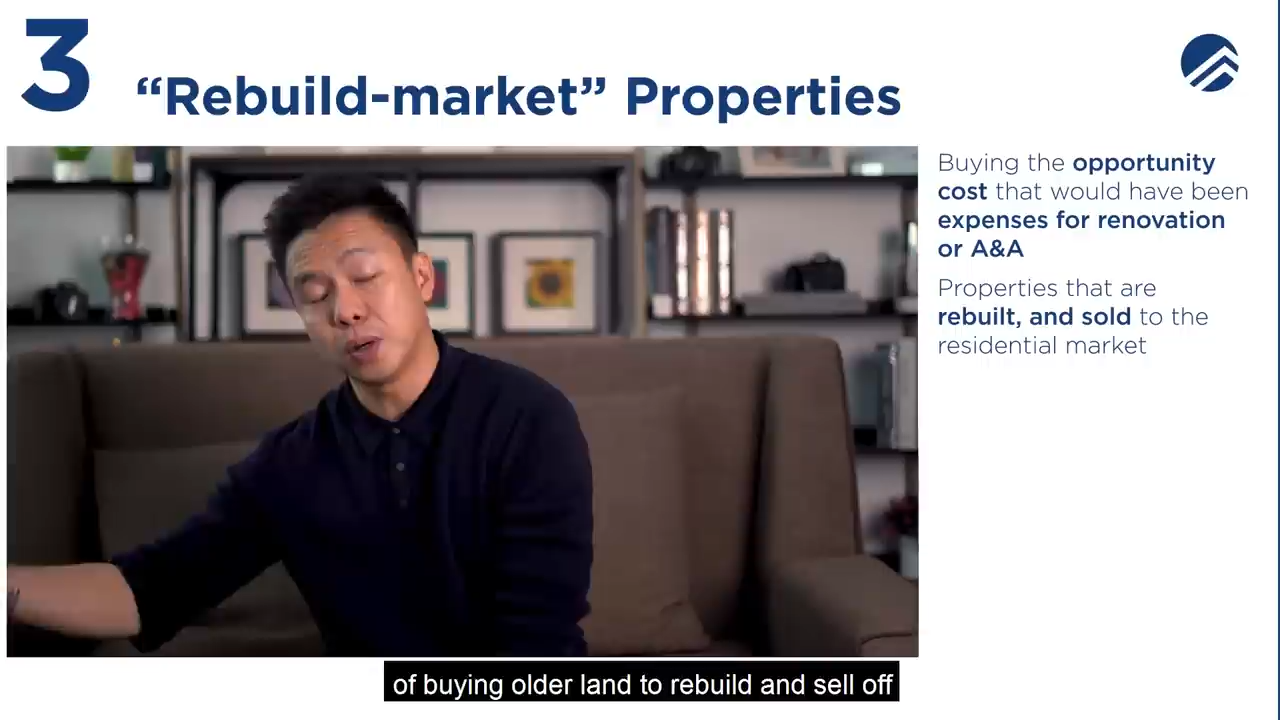 3
“Rebuild-market” Properties
Buying the opportunity
cost that would have been
expenses for renovation
or A&A
Properties that are
rebuilt, and sold to the
residential market
of buying older land to rebuild and sell off